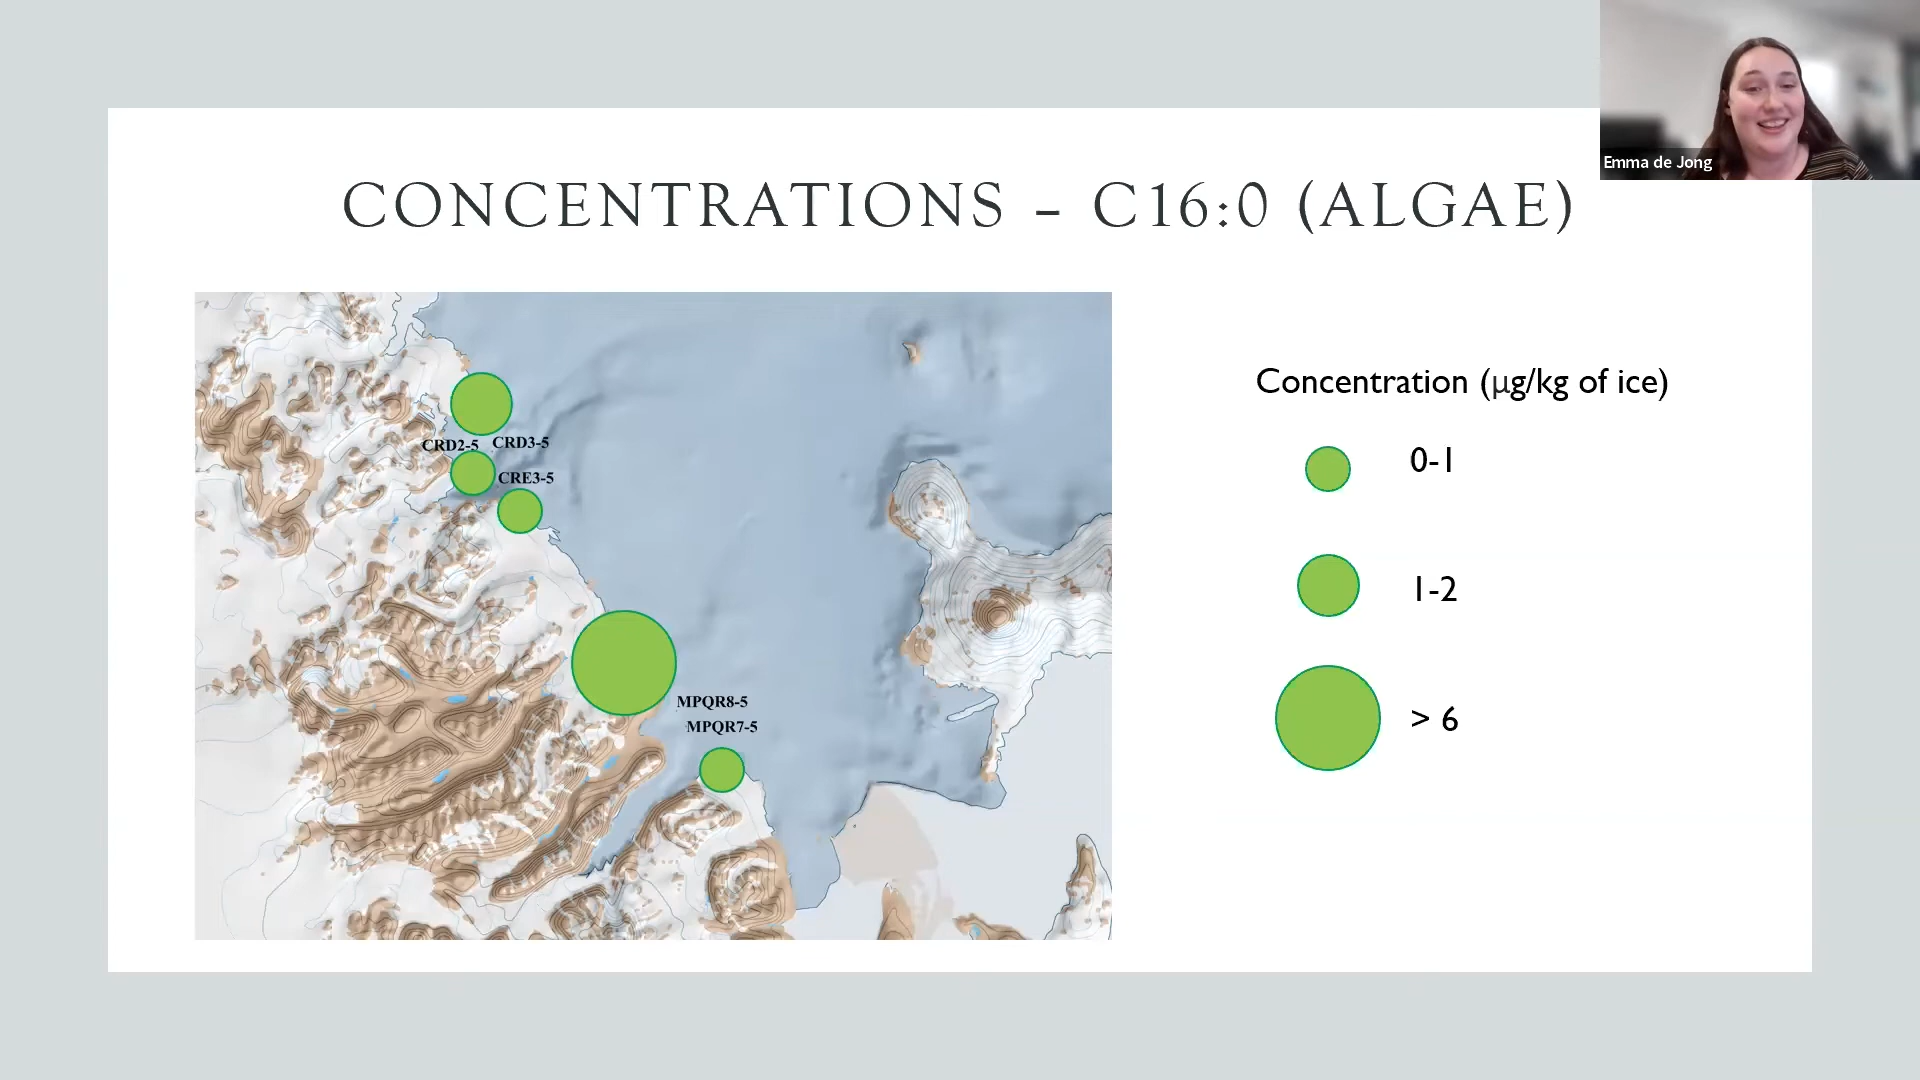 Emma de Jong
CONCENTRATIONS – C16:0 (ALGAE)
CRD2-5
CRD3-5
CRE3-5
MPQR8-5
MPQR7-5
Concentration (µg/kg of ice)
0-1
1-2
> 6